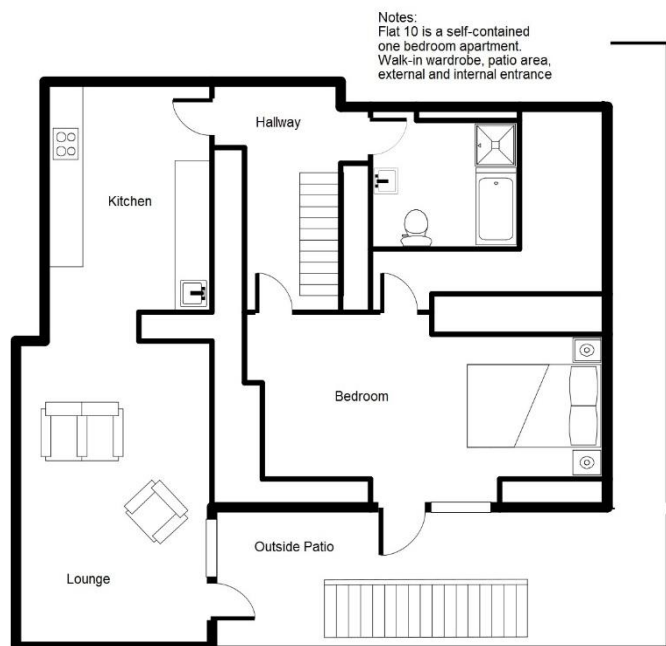 Notes:
Flat 10 is a self-contained
one bedroom apartment.
Walk-in wardrobe, patio area,
external and internal entrance
Hallway
Kitchen
Bedroom
Outside Patio
Lounge